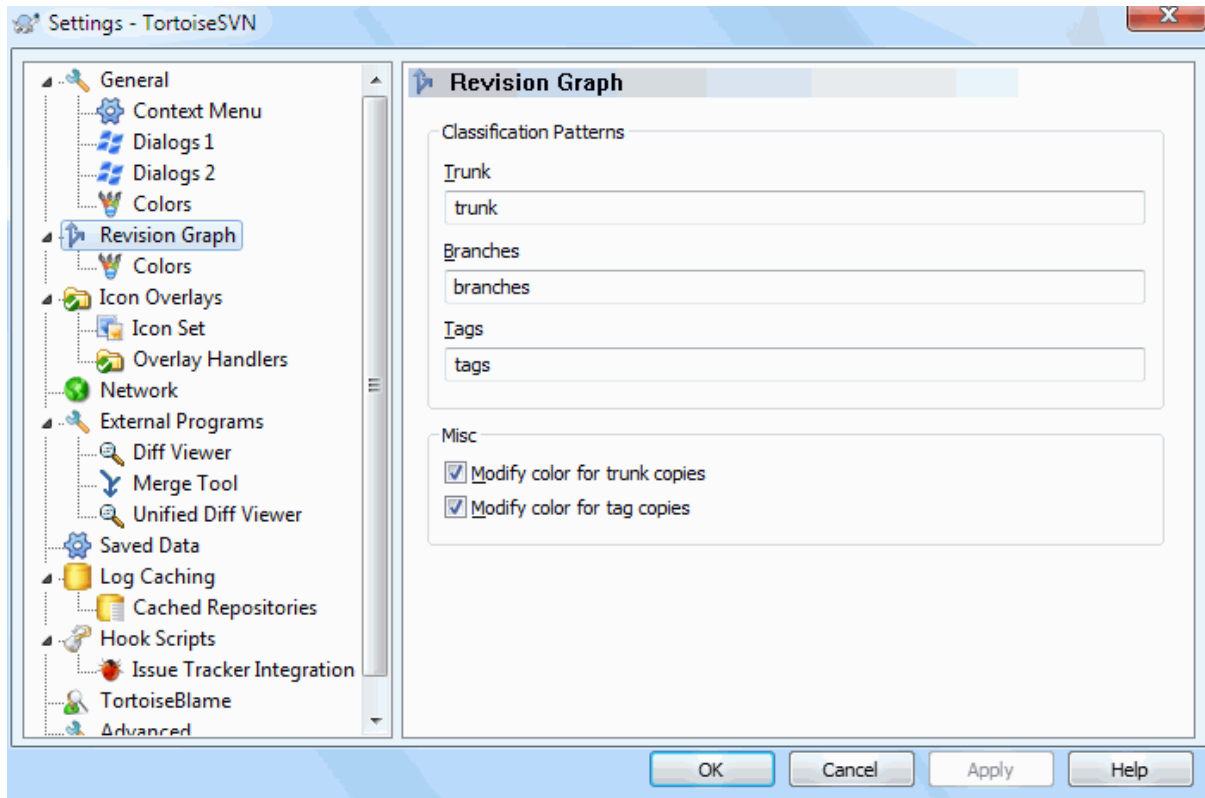 Settings - TortoiseSVN
X
General
Context Menu
Dialogs 1
Dialogs 2
Colors
Revision Graph
Colors
Icon Overlays
Icon Set
Overlay Handlers
Network
External Programs
Diff Viewer
Merge Tool
Unified Diff Viewer
Saved Data
Log Caching
Cached Repositories
Hook Scripts
Issue Tracker Integration
TortoiseBlame
Advanced
Revision Graph
Classification Patterns
Trunk
trunk
Branches
branches
Tags
tags
Misc
Modify color for trunk copies
Modify color for tag copies
OK Cancel Apply Help